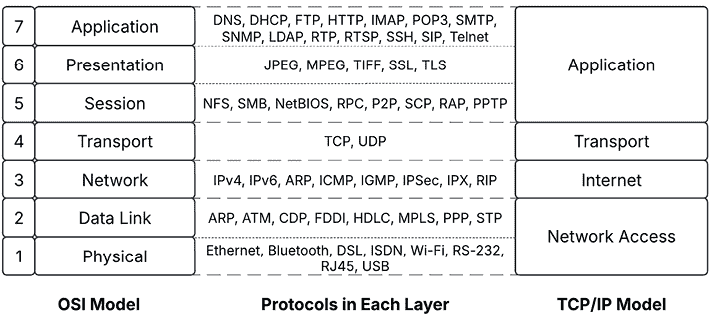 7 Application DNS, DHCP, FTP, HTTP, IMAP, POP3, SMTP,
SNMP, LDAP, RTP, RTSP, SSH, SIP, Telnet
6 Presentation JPEG, MPEG, TIFF, SSL, TLS Application
5 Session NFS, SMB, NetBIOS, RPC, P2P, SCP, RAP, PPTP
4 Transport TCP, UDP Transport
3 Network IPv4, IPv6, ARP, ICMP, IGMP, IPSec, IPX, RIP Internet
2 Data Link ARP, ATM, CDP, FDDI, HDLC, MPLS, PPP, STP
Network Access
1 Physical Ethernet, Bluetooth, DSL, ISDN, Wi-Fi, RS-232,
RJ45, USB
OSI Model Protocols in Each Layer TCP/IP Model